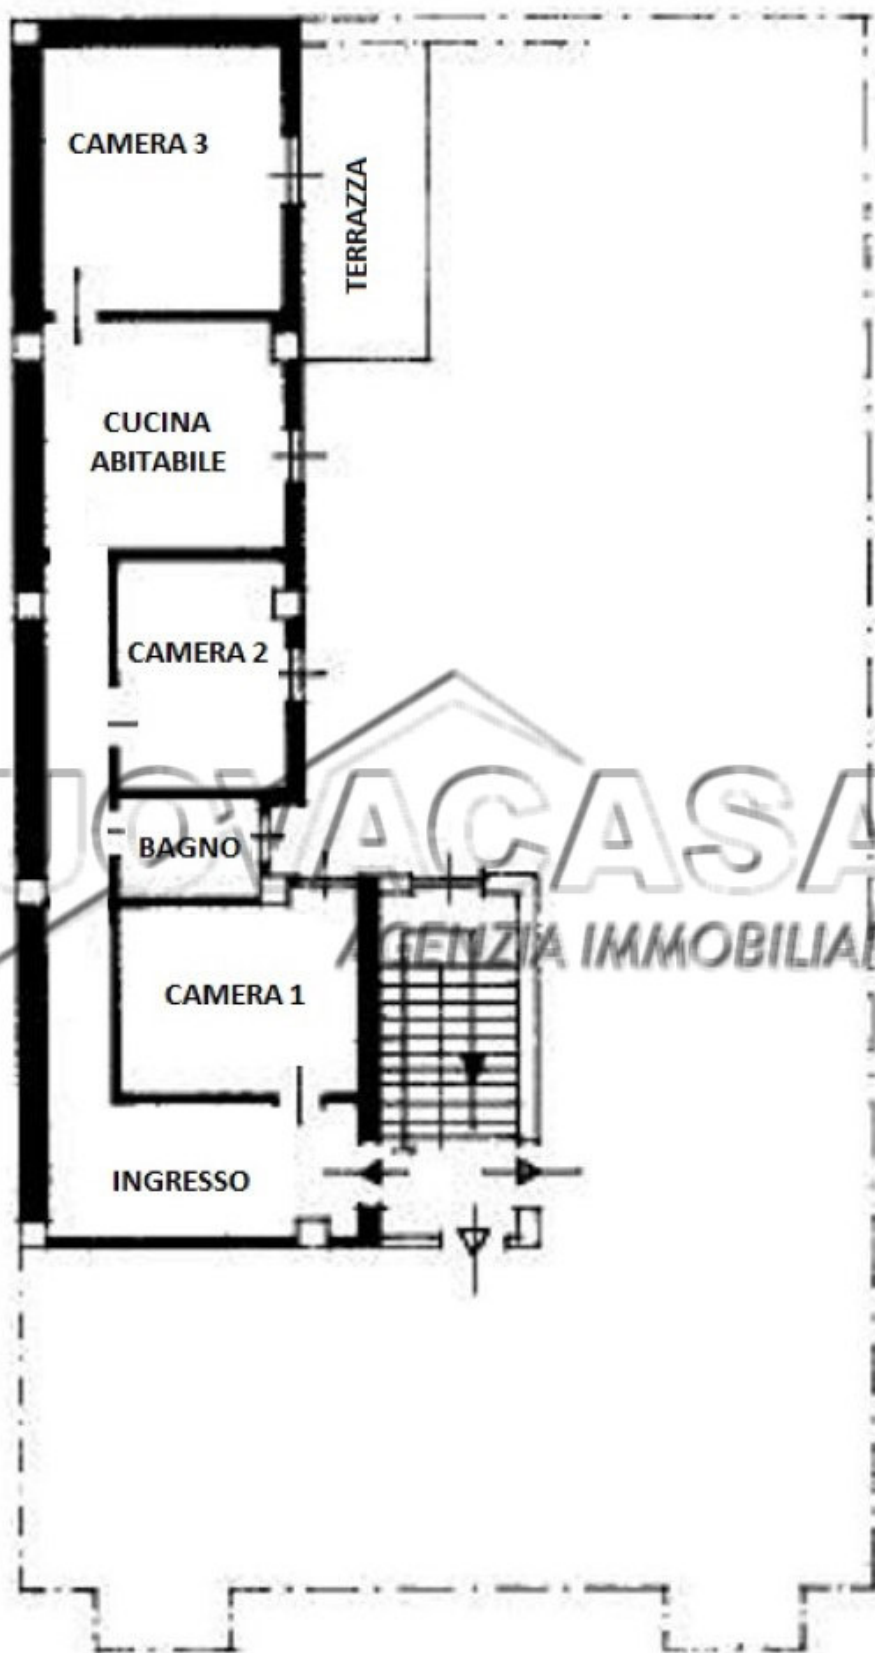 CAMERA 3
TERRAZZA
CUCINA
ABITABILE
CAMERA 2
UOVACASA
BAGNO
AGENZIA IMMOBILIA
CAMERA 1
INGRESSO